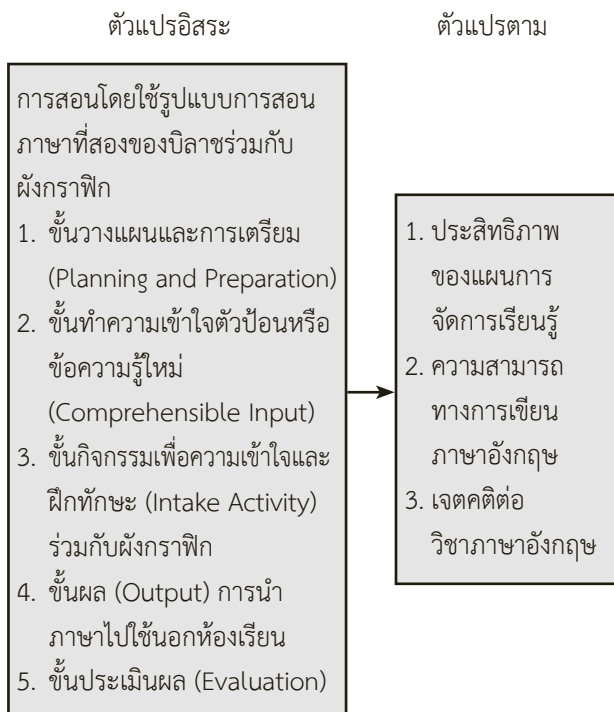 ตัวแปรอิสระ
ตัวแปรตาม
การสอนโดยใช้รูปแบบการสอน
ภาษาที่สองของบิลาชร่วมกับ
ผังกราฟิก
1. ขั้นวางแผนและการเตรียม
(Planning and Preparation)
2. ขั้นทำความเข้าใจตัวป้อนหรือ
ข้อความรู้ใหม่
(Comprehensible Input)
3. ขั้นกิจกรรมเพื่อความเข้าใจและ
ฝึกทักษะ (Intake Activity)
ร่วมกับผังกราฟิก
4. ขั้นผล (Output) การนำ
ภาษาไปใช้นอกห้องเรียน
5. ขั้นประเมินผล (Evaluation)
1. ประสิทธิภาพ
ของแผนการ
จัดการเรียนรู้
2. ความสามารถ
ทางการเขียน
ภาษาอังกฤษ
3. เจตคติต่อ
วิชาภาษาอังกฤษ